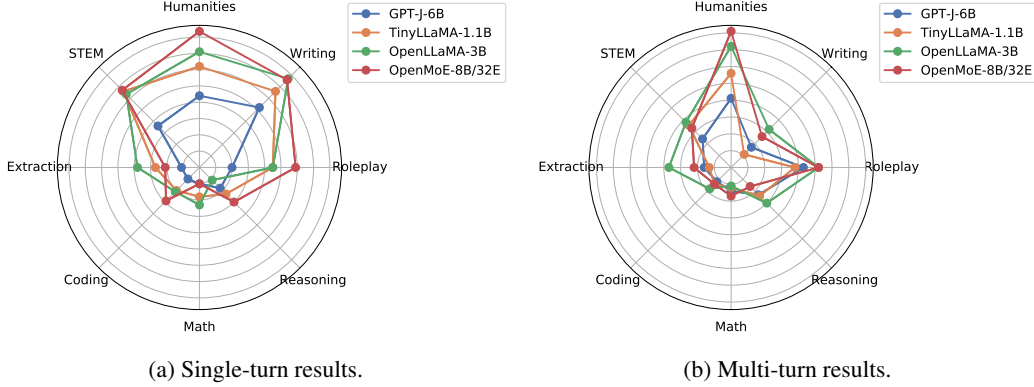 Humanities
STEM
Writing
Extraction
Roleplay
Coding
Reasoning
Math
GPT-J-6B
TinyLLaMA-1.1B
OpenLLaMA-3B
OpenMoE-8B/32E
(a) Single-turn results.
Humanities
STEM
Writing
Extraction
Roleplay
Coding
Reasoning
Math
GPT-J-6B
TinyLLaMA-1.1B
OpenLLaMA-3B
OpenMoE-8B/32E
(b) Multi-turn results.